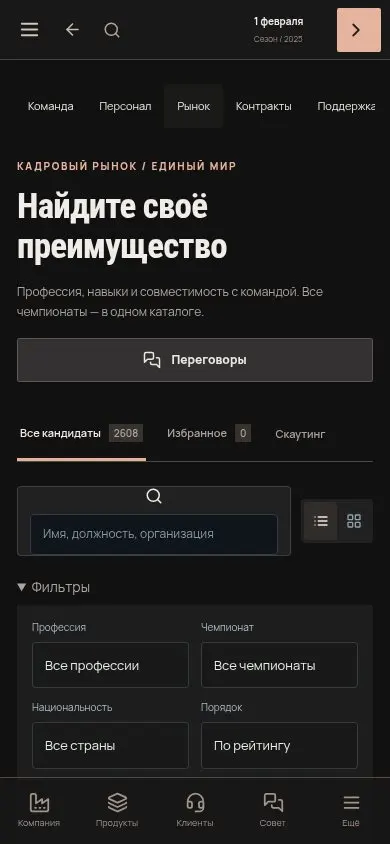 1 февраля
Сезон / 2025
Команда Персонал Рынок Контракты Поддержка
КАДРОВЫЙ РЫНОК / ЕДИНЫЙ МИР
Найдите своё
преимущество
Профессия, навыки и совместимость с командой. Все
чемпионаты — в одном каталоге.
Переговоры
Все кандидаты 2608 Избранное 0 Скаутинг
Имя, должность, организация
▼ Фильтры
Профессия Чемпионат
Все профессии Все чемпионаты
Национальность Порядок
Все страны По рейтингу
Компания Продукты Клиенты Совет Ещё